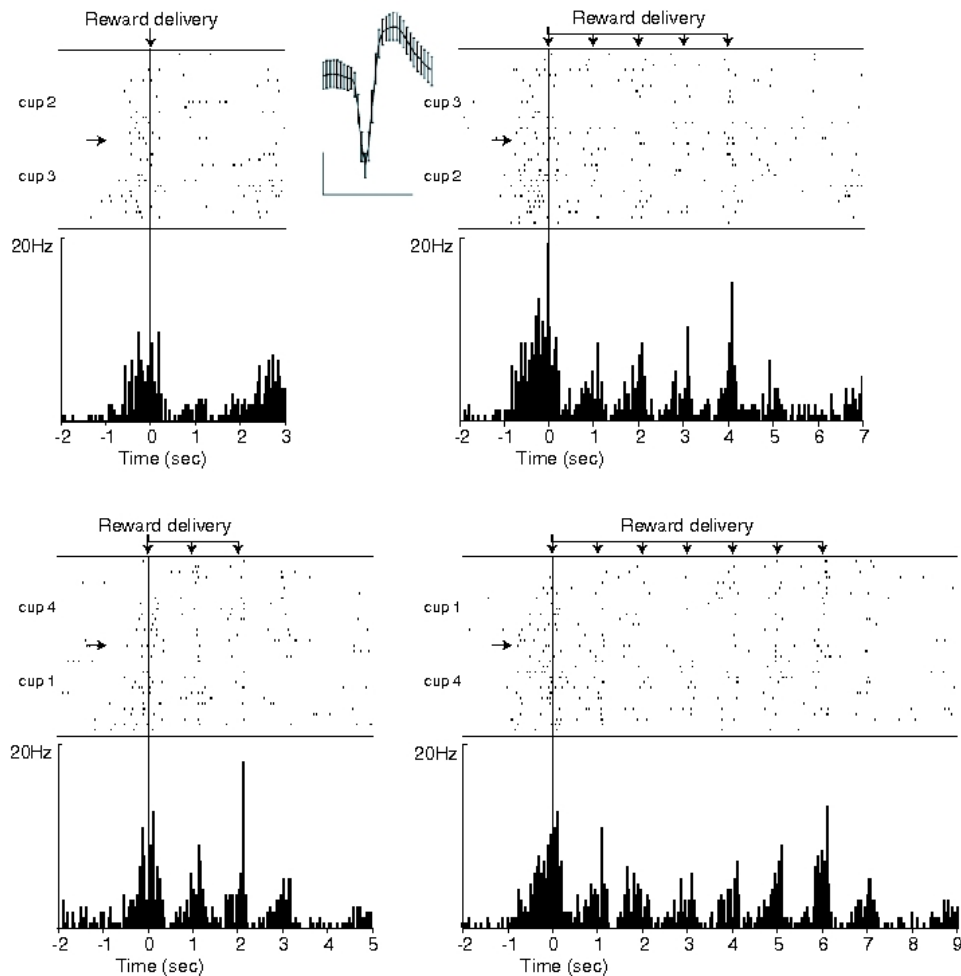 Reward delivery
cup 2
cup 3
20Hz
-2 -1 0 1 2 3
Time (sec)
Reward delivery
cup 3
cup 2
20Hz
-2 -1 0 1 2 3 4 5 6 7
Time (sec)
Reward delivery
cup 4
cup 1
20Hz
-2 -1 0 1 2 3 4 5
Time (sec)
Reward delivery
cup 1
cup 4
20Hz
-2 -1 0 1 2 3 4 5 6 7 8 9
Time (sec)